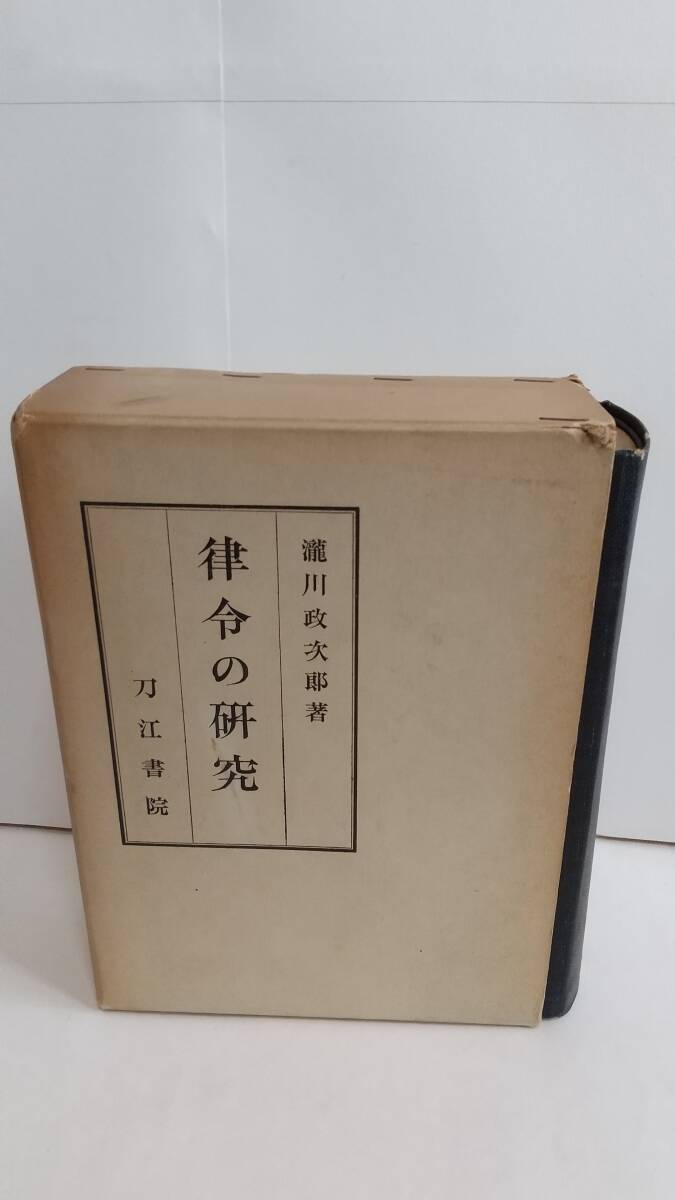 瀧川政次郎著
律令の研究
刀江書院